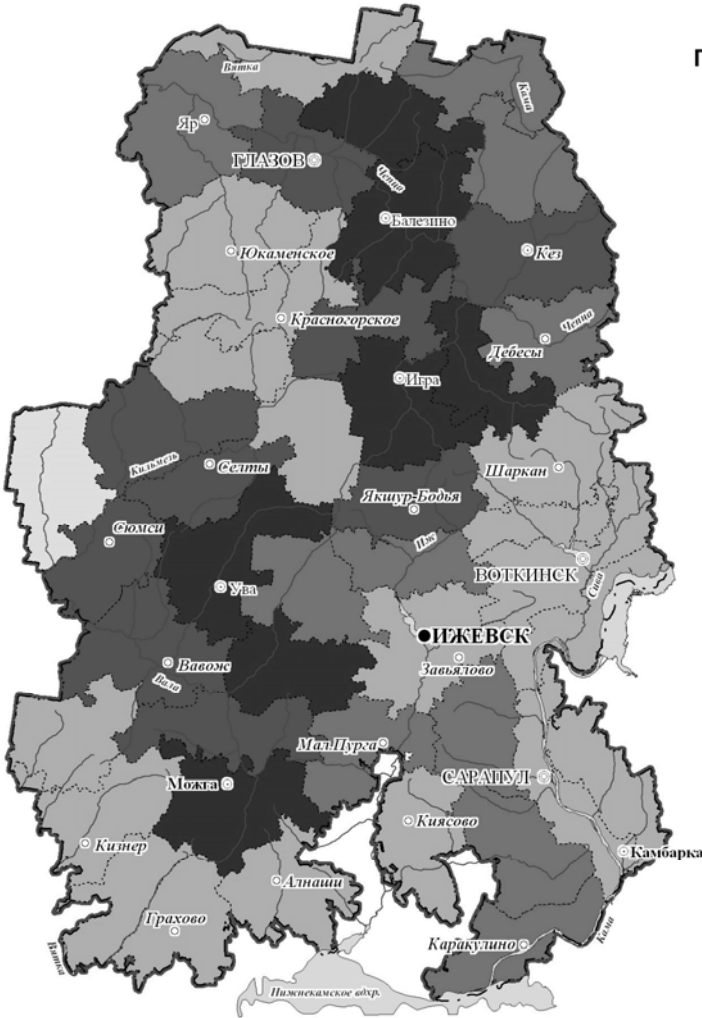 П
Вятка
Кама
Яр
ГЛАЗОВ
Чепца
Балезино
Юкаменское
Кез
Красногорское
Чепца
Дебесы
Игра
Кильмезь
Селты
Шаркан
Якшур-Бодья
Сюмси
Иж
ВОТКИНСК
Сива
Ува
ИЖЕВСК
Завьялово
Вавож
Вала
Мал.Пурга
Можга
САРАПУЛ
Киясово
Кизнер
Камбарка
Алнаши
Грахово
Каракулино
Кама
Вятка
Нижнекамское вдхр.